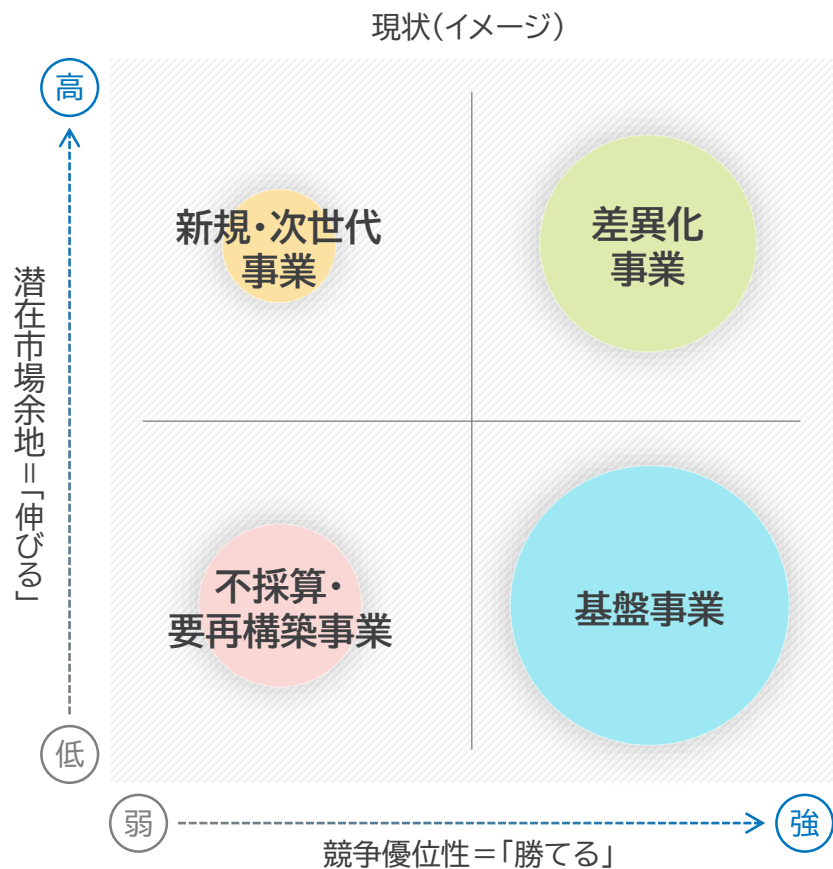 現状(イメージ)
高
新規・次世代
事業
差異化
事業
潜在市場余地＝「伸びる」
不採算・
要再構築事業
基盤事業
低
弱
強
競争優位性＝「勝てる」